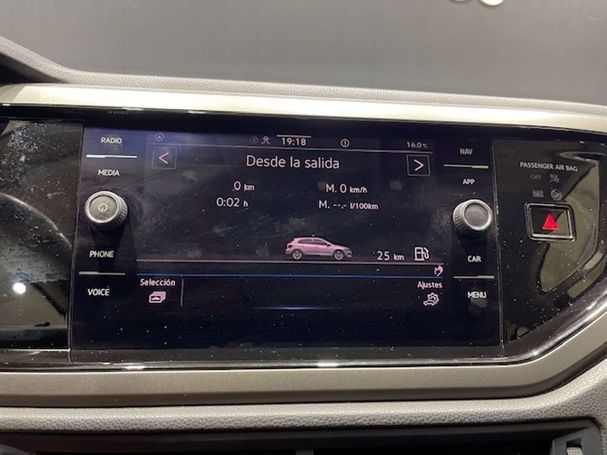 RADIO
19:18
16.0°C
NAV
Desde la salida
PASSENGER AIR BAG
OFF
MEDIA
APP
0 km
M. 0 km/h
0:02 h
M. --,- l/100km
25 km
PHONE
CAR
Selección
Ajustes
VOICE
MENU